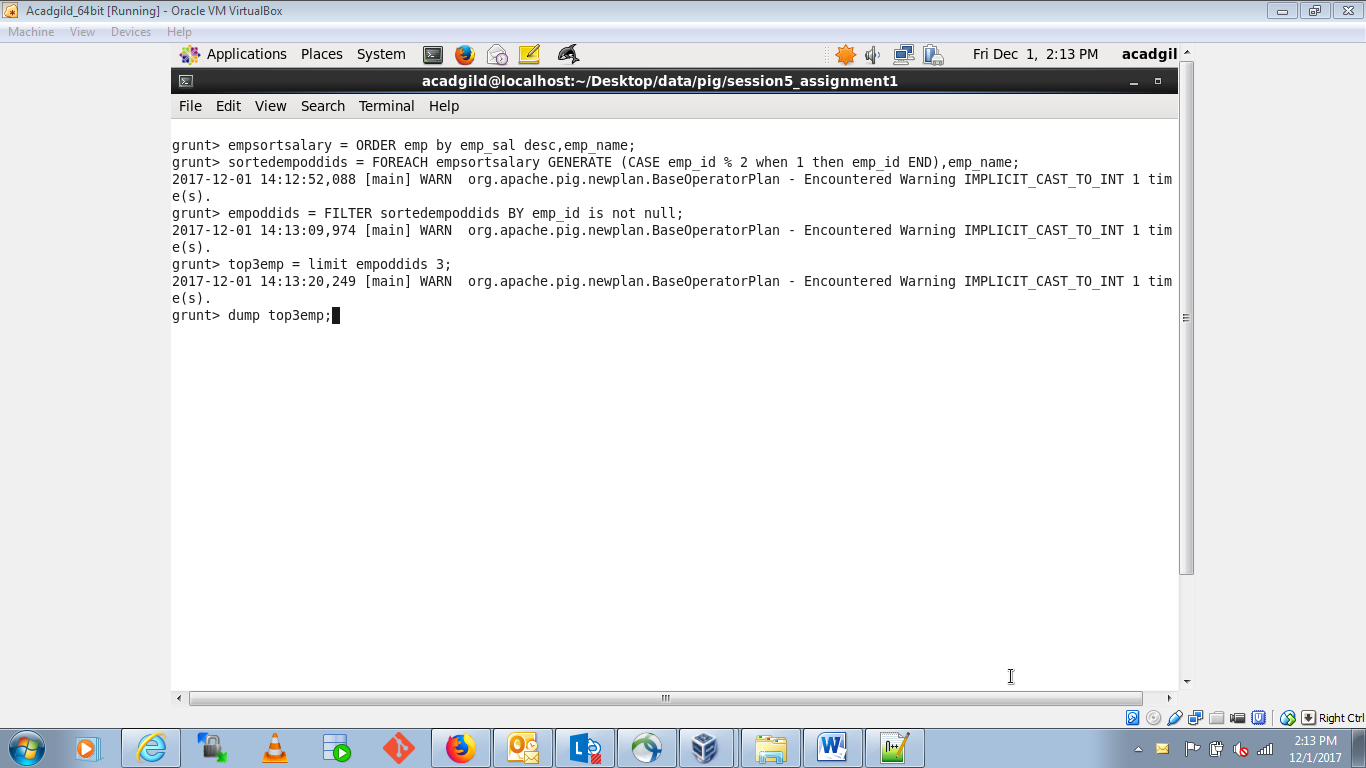 Acadgild_64bit [Running] - Oracle VM VirtualBox
Machine View Devices Help
Applications Places System Fri Dec 1, 2:13 PM acadgil
acadgild@localhost:~/Desktop/data/pig/session5_assignment1
File Edit View Search Terminal Help
grunt> empsortsalary = ORDER emp by emp_sal desc,emp_name;
grunt> sortedempoddids = FOREACH empsortsalary GENERATE (CASE emp_id % 2 when 1 then emp_id END),emp_name;
2017-12-01 14:12:52,088 [main] WARN  org.apache.pig.newplan.BaseOperatorPlan - Encountered Warning IMPLICIT_CAST_TO_INT 1 tim
e(s).
grunt> empoddids = FILTER sortedempoddids BY emp_id is not null;
2017-12-01 14:13:09,974 [main] WARN  org.apache.pig.newplan.BaseOperatorPlan - Encountered Warning IMPLICIT_CAST_TO_INT 1 tim
e(s).
grunt> top3emp = limit empoddids 3;
2017-12-01 14:13:20,249 [main] WARN  org.apache.pig.newplan.BaseOperatorPlan - Encountered Warning IMPLICIT_CAST_TO_INT 1 tim
e(s).
grunt> dump top3emp;
Right Ctrl
2:13 PM
12/1/2017